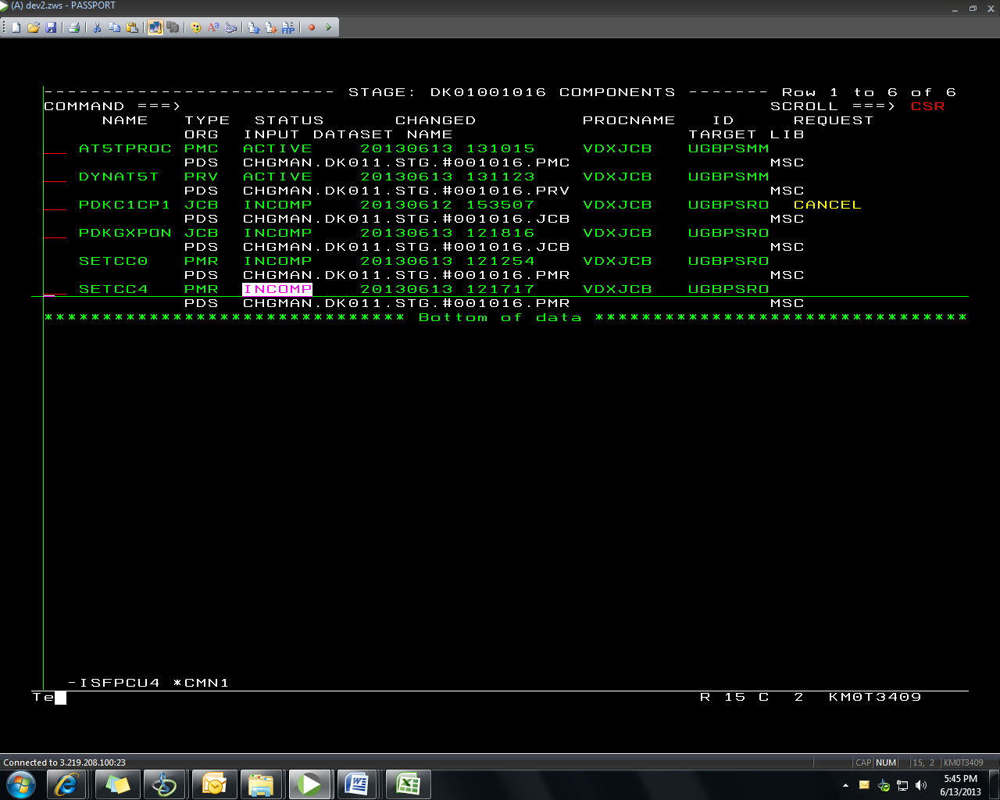 (A) dev2.zws - PASSPORT
------------------------- STAGE: DK01001016 COMPONENTS ------- Row 1 to 6 of 6
COMMAND ===> SCROLL ===> CSR
NAME TYPE STATUS CHANGED PROCNAME ID REQUEST
ORG INPUT DATASET NAME TARGET LIB
___ AT5TPROC PMC ACTIVE 20130613 131015 VDXJCB UGBPSMM
PDS CHGMAN.DK011.STG.#001016.PMC MSC
___ DYNAT5T PRV ACTIVE 20130613 131123 VDXJCB UGBPSMM
PDS CHGMAN.DK011.STG.#001016.PRV MSC
___ PDKC1CP1 JCB INCOMP 20130612 153507 VDXJCB UGBPSRO CANCEL
PDS CHGMAN.DK011.STG.#001016.JCB MSC
___ PDKGXPON JCB INCOMP 20130613 121816 VDXJCB UGBPSRO
PDS CHGMAN.DK011.STG.#001016.JCB MSC
___ SETCC0 PMR INCOMP 20130613 121254 VDXJCB UGBPSRO
PDS CHGMAN.DK011.STG.#001016.PMR MSC
___ SETCC4 PMR INCOMP 20130613 121717 VDXJCB UGBPSRO
PDS CHGMAN.DK011.STG.#001016.PMR MSC
******************************* Bottom of data ********************************
-ISFPCU4 *CMN1
Te R 15 C 2 KM0T3409
Connected to 3.219.208.100:23 CAP NUM 15, 2 KM0T3409
5:45 PM
6/13/2013